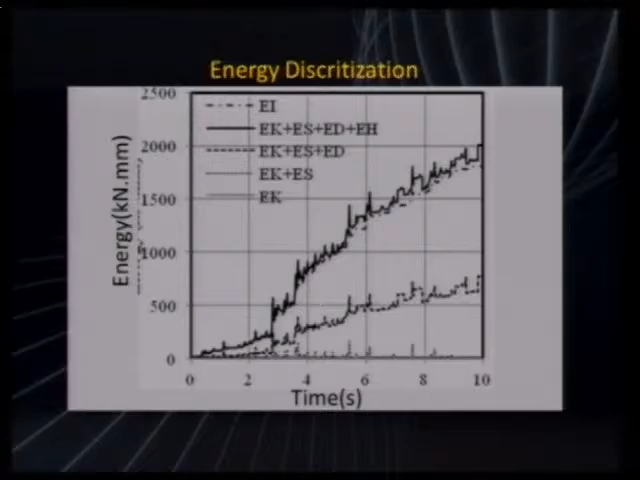 Energy Discritization
2500
2000
1500
1000
500
0
Energy(kN.mm)
EI
EK+ES+ED+EH
EK+ES+ED
EK+ES
EK
0 2 4 6 8 10
Time(s)